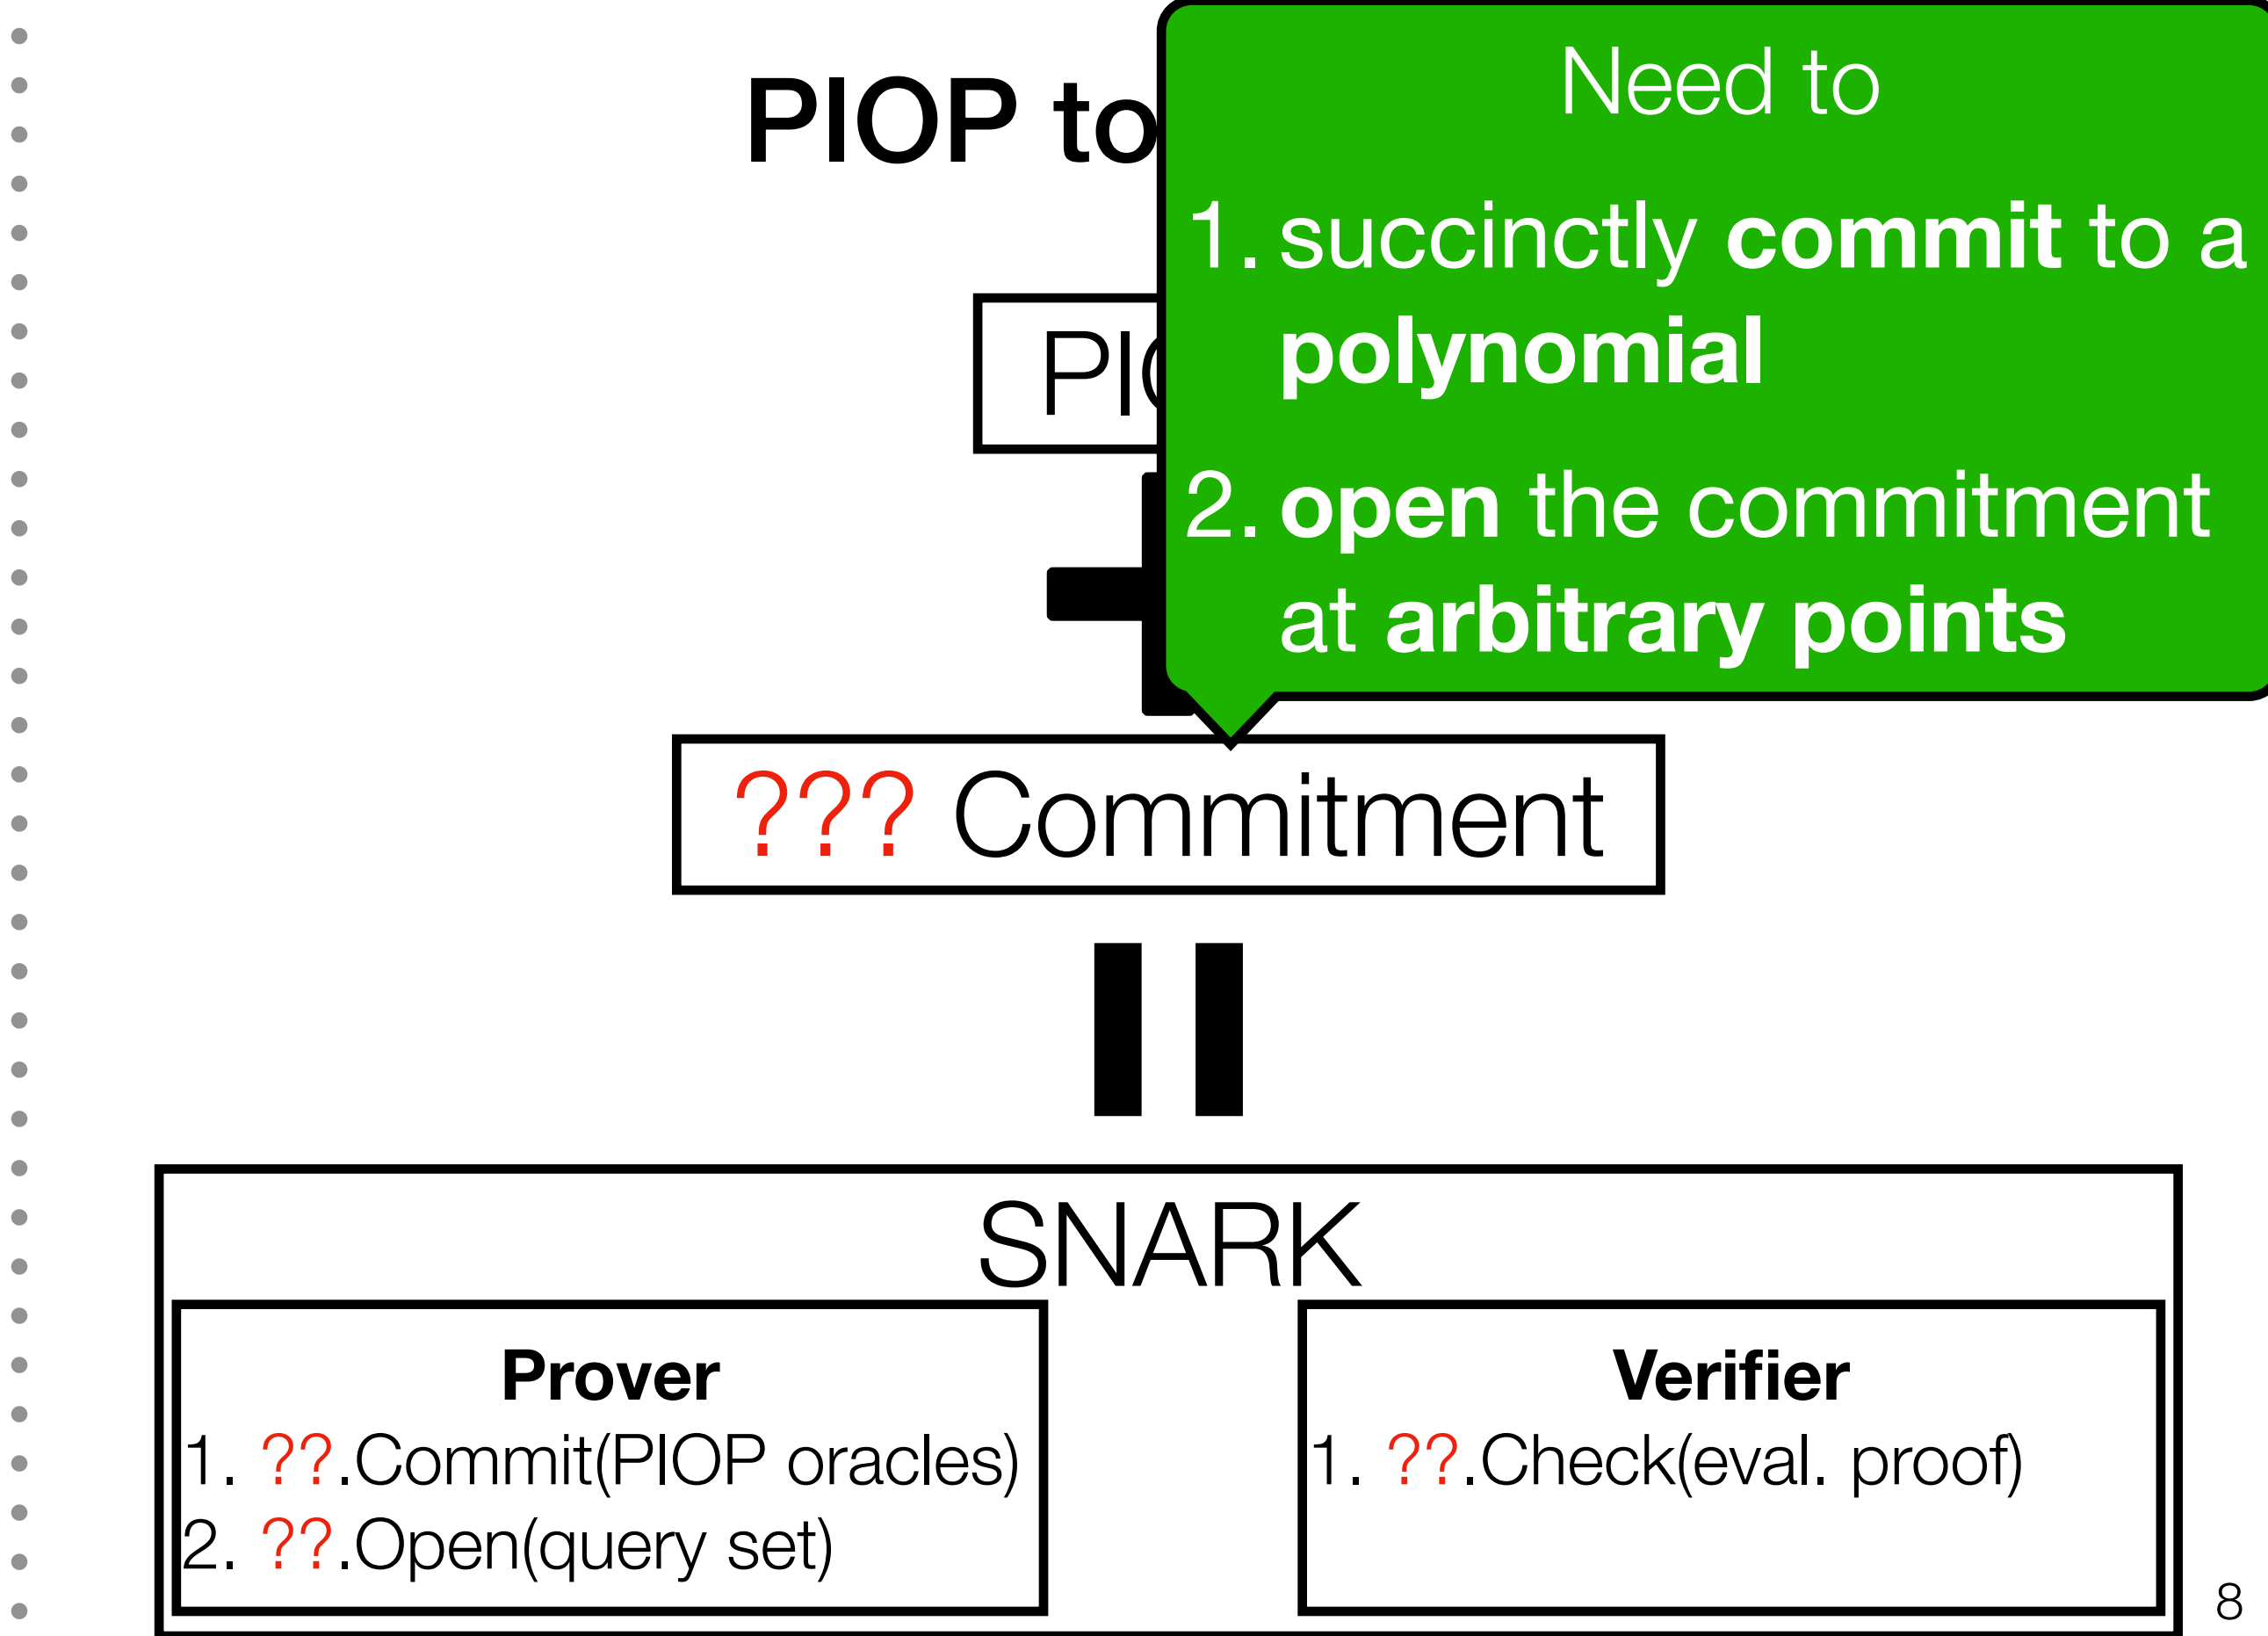 PIOP to
Need to
1. succinctly commit to a
polynomial
2. open the commitment
at arbitrary points
??? Commitment
SNARK
Prover
1. ??.Commit(PIOP oracles)
2. ??.Open(query set)
Verifier
1. ??.Check(eval. proof)
8